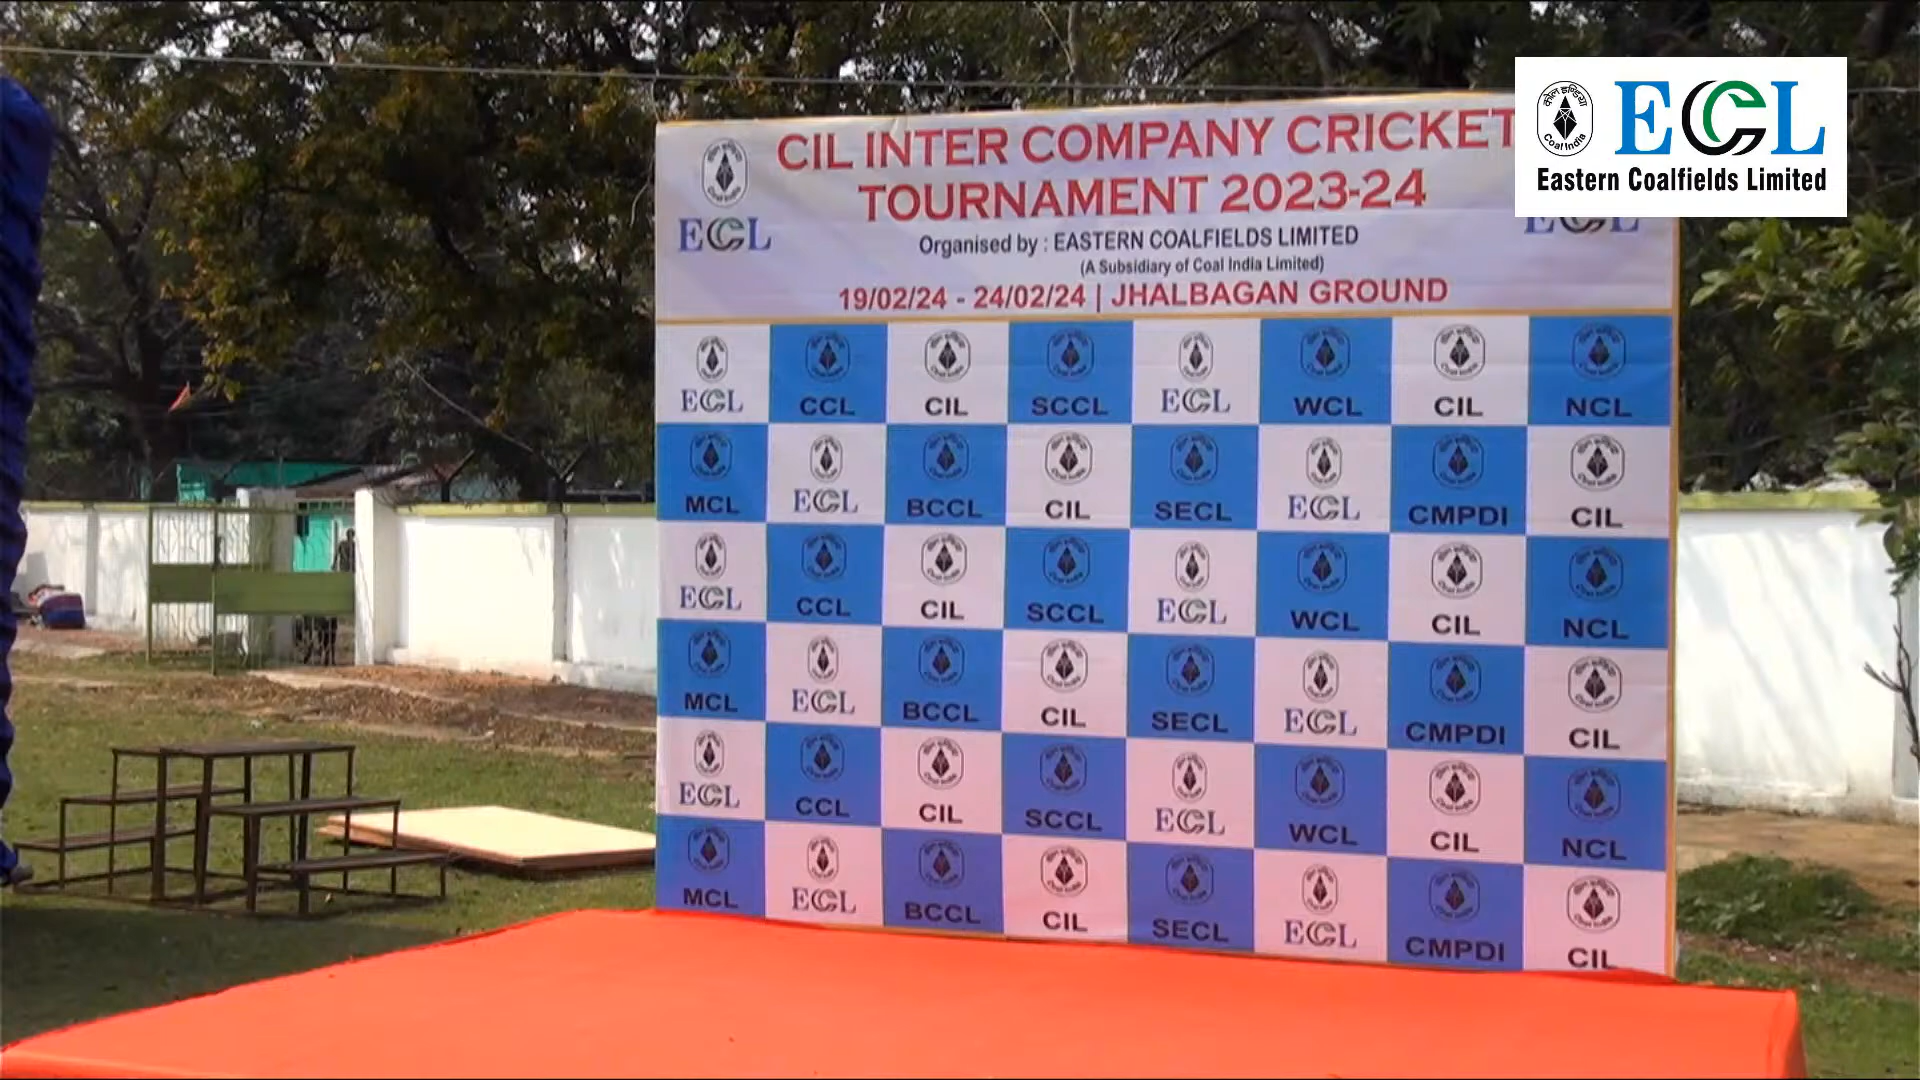 कोल इण्डिया
Coal India
ECL
Eastern Coalfields Limited
CIL INTER COMPANY CRICKET
TOURNAMENT 2023-24
ECL
ECL
Organised by : EASTERN COALFIELDS LIMITED
(A Subsidiary of Coal India Limited)
19/02/24 - 24/02/24 | JHALBAGAN GROUND
ECL CCL CIL SCCL ECL WCL CIL NCL
MCL ECL BCCL CIL SECL ECL CMPDI CIL
ECL CCL CIL SCCL ECL WCL CIL NCL
MCL ECL BCCL CIL SECL ECL CMPDI CIL
ECL CCL CIL SCCL ECL WCL CIL NCL
MCL ECL BCCL CIL SECL ECL CMPDI CIL